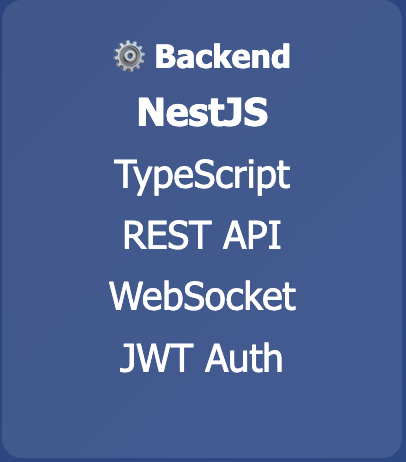 ⚙️ Backend
NestJS
TypeScript
REST API
WebSocket
JWT Auth